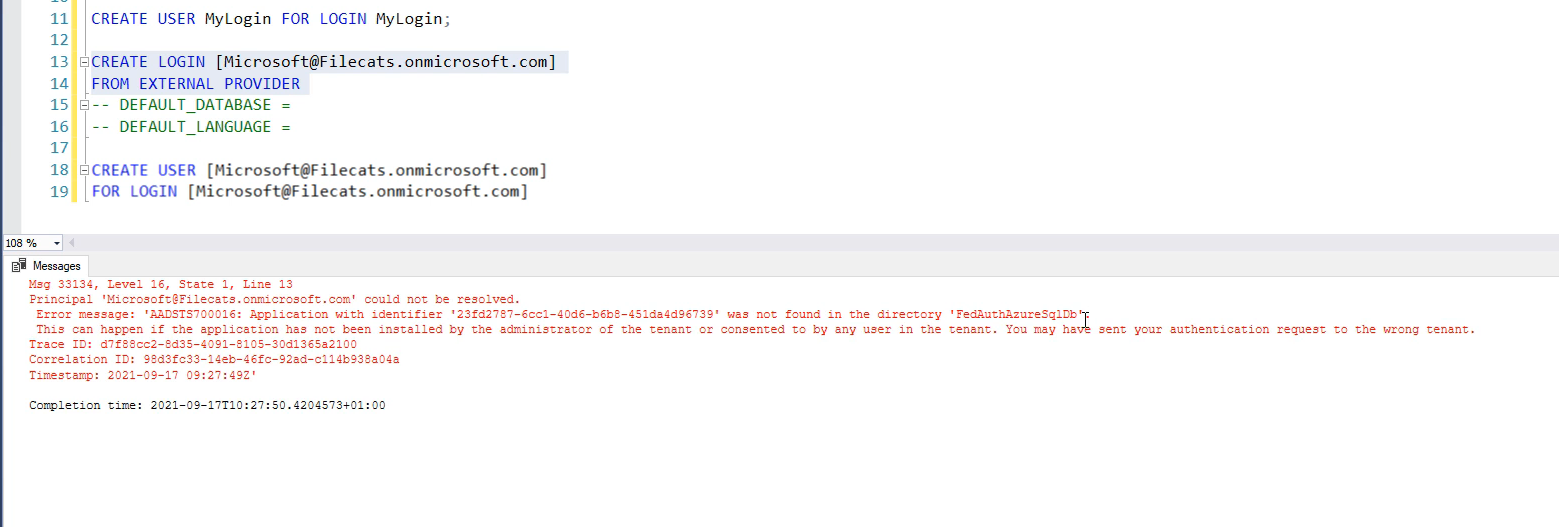 11 CREATE USER MyLogin FOR LOGIN MyLogin;
12
13 CREATE LOGIN [Microsoft@Filecats.onmicrosoft.com]
14 FROM EXTERNAL PROVIDER
15 -- DEFAULT_DATABASE =
16 -- DEFAULT_LANGUAGE =
17
18 CREATE USER [Microsoft@Filecats.onmicrosoft.com]
19 FOR LOGIN [Microsoft@Filecats.onmicrosoft.com]
108 %
Messages
Msg 33134, Level 16, State 1, Line 13
Principal 'Microsoft@Filecats.onmicrosoft.com' could not be resolved.
Error message: 'AADSTS700016: Application with identifier '23fd2787-6cc1-40d6-b6b8-451da4d96739' was not found in the directory 'FedAuthAzureSqlDb'.
This can happen if the application has not been installed by the administrator of the tenant or consented to by any user in the tenant. You may have sent your authentication request to the wrong tenant.
Trace ID: d7f88cc2-8d35-4091-8105-30d1365a2100
Correlation ID: 98d3fc33-14eb-46fc-92ad-c114b938a04a
Timestamp: 2021-09-17 09:27:49Z'
Completion time: 2021-09-17T10:27:50.4204573+01:00